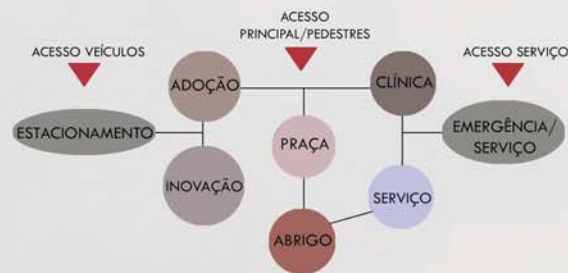 ACESSO
PRINCIPAL/PEDESTRES
ACESSO VEÍCULOS
ACESSO SERVIÇO
ADOÇÃO
CLÍNICA
ESTACIONAMENTO
PRAÇA
EMERGÊNCIA/
SERVIÇO
INOVAÇÃO
SERVIÇO
ABRIGO